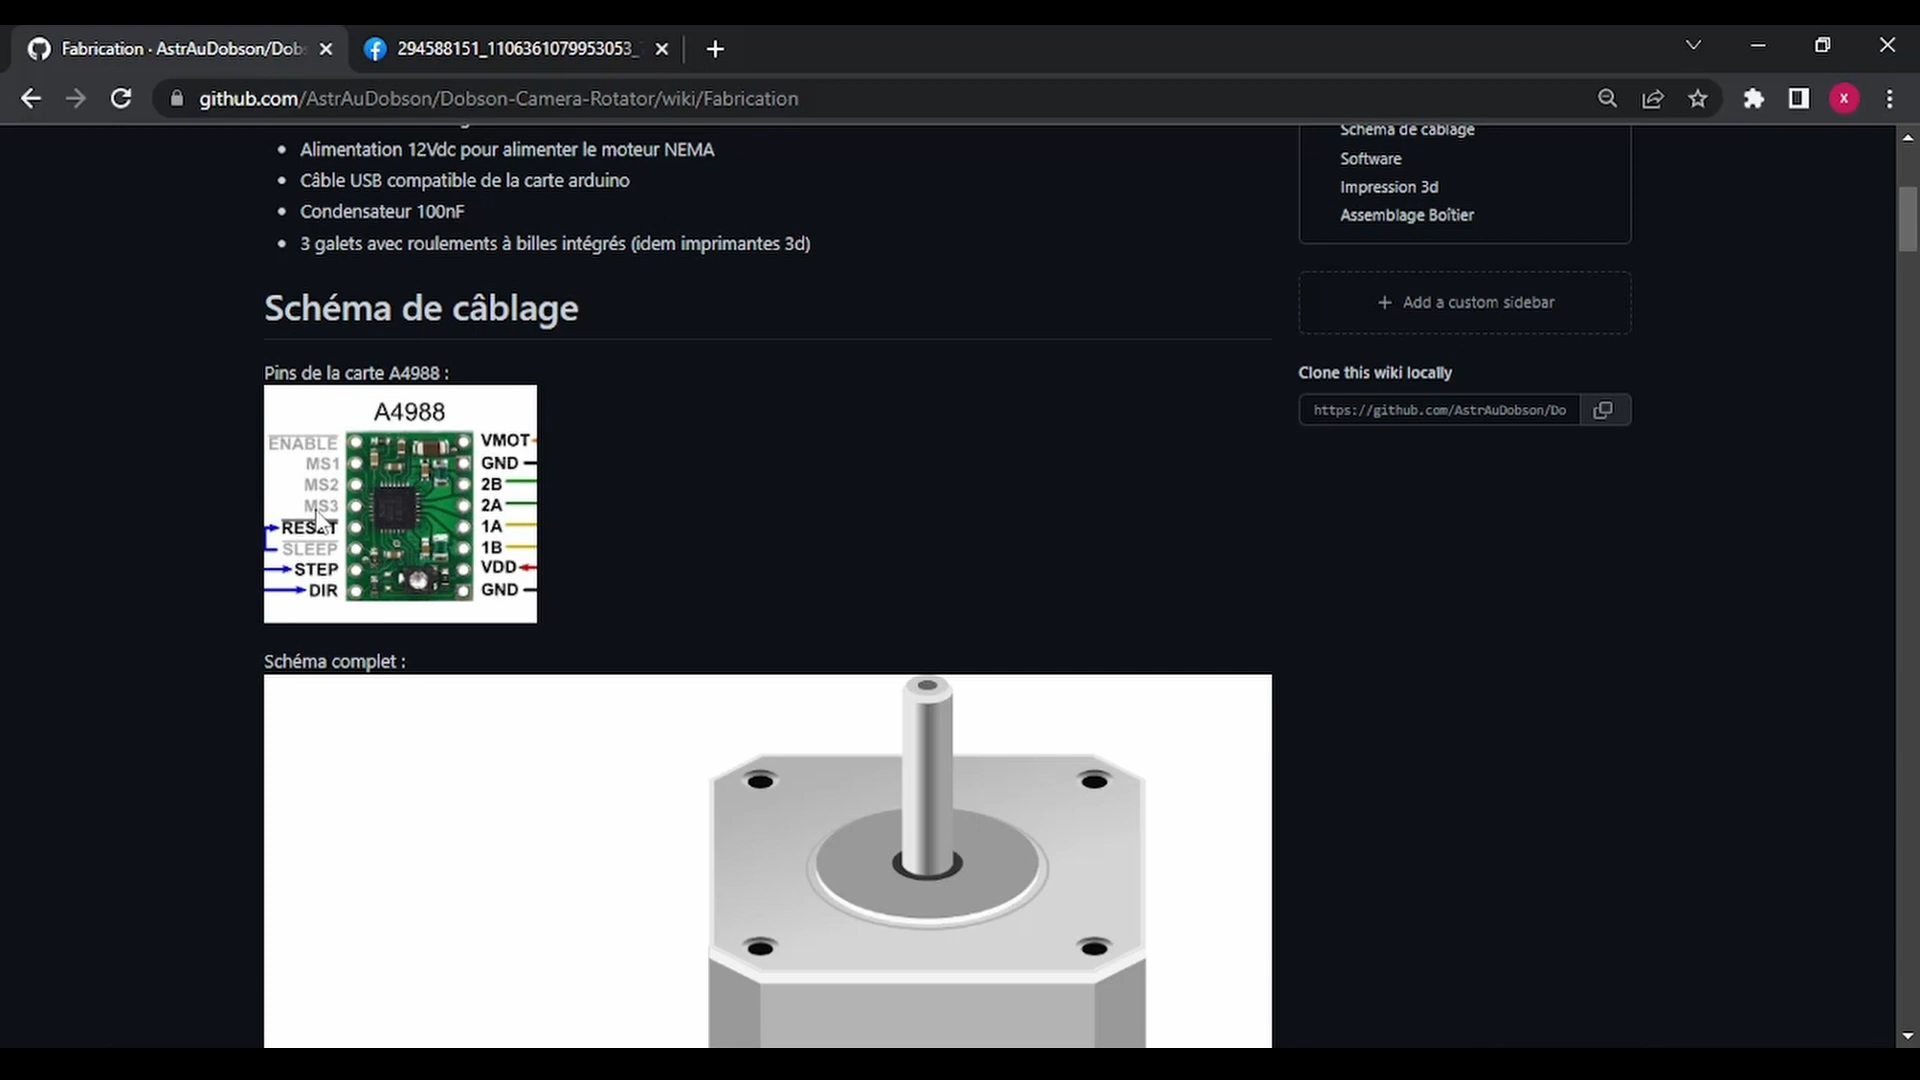 Fabrication · AstrAuDobson/Dob
294588151_1106361079953053_
github.com/AstrAuDobson/Dobson-Camera-Rotator/wiki/Fabrication
X
Alimentation 12Vdc pour alimenter le moteur NEMA
Câble USB compatible de la carte arduino
Condensateur 100nF
3 galets avec roulements à billes intégrés (idem imprimantes 3d)
Schéma de câblage
Pins de la carte A4988 :
A4988
ENABLE
MS1
MS2
MS3
RESET
SLEEP
STEP
DIR
VMOT
GND
2B
2A
1A
1B
VDD
GND
Schéma complet :
Schéma de câblage
Software
Impression 3d
Assemblage Boîtier
Add a custom sidebar
Clone this wiki locally
https://github.com/AstrAuDobson/Do